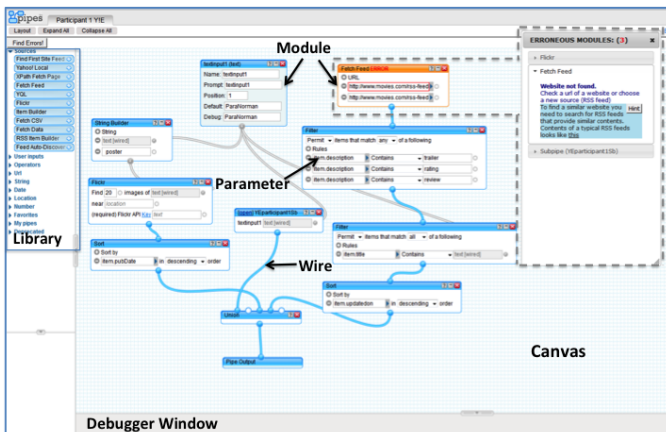 pipes
Participant 1 YIE
Layout Expand All Collapse All
Find Errors!
Sources
Find First Site Feed
Yahoo! Local
XPath Fetch Page
Fetch Feed
YQL
Flickr
Item Builder
Fetch CSV
Fetch Data
RSS Item Builder
Feed Auto-Discover
User inputs
Operators
Url
String
Date
Location
Number
Favorites
My pipes
Deprecated
Library
textinput1 (text)
Name: textinput1
Prompt: textinput1
Position: 1
Default: ParaNorman
Debug: ParaNorman
Module
Fetch Feed ERROR
URL
http://www.movies.com/rss-feed
http://www.movies.com/rss-feed
ERRONEOUS MODULES: (3)
Flickr
Fetch Feed
Website not found.
Check a url of a website or choose
a new source (RSS feed)
Hint
To find a similar website you
need to search for RSS feeds
that provide similar contents.
Contents of a typical RSS feeds
looks like this
Subpipe (YEparticipant1Sb)
String Builder
String
text [wired]
poster
Filter
Permit items that match any of a following
Rules
item.description Contains trailer
item.description Contains rating
item.description Contains review
Parameter
Flickr
Find 20 images of text [wired]
near location
(required) Flickr API Key text
(open) YEparticipant1Sb
textinput1 text [wired]
Filter
Permit items that match all of a following
Rules
item.title Contains text [wired]
Sort
Sort by
item.pubDate in descending order
Wire
Sort
Sort by
item.updatedon in descending order
Union
Pipe Output
Canvas
Debugger Window